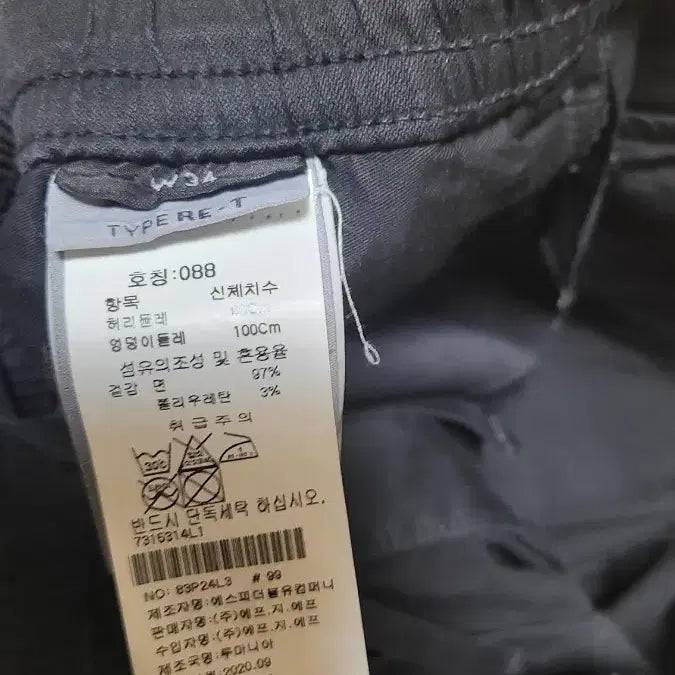 W34
TYPE RE-T
호칭:088
항목 신체치수
허리둘레
엉덩이둘레 100Cm
섬유의조성 및 혼용율
겉감 면 97%
폴리우레탄 3%
취급주의
30℃
반드시 단독세탁 하십시오.
7315314L1
NO: 83P24L3 # 99
제조자명:에스피더블유컴퍼니
판매자명:(주)에프.지.에프
수입자명:(주)에프.지.에프
제조국명:루마니아
2020.09